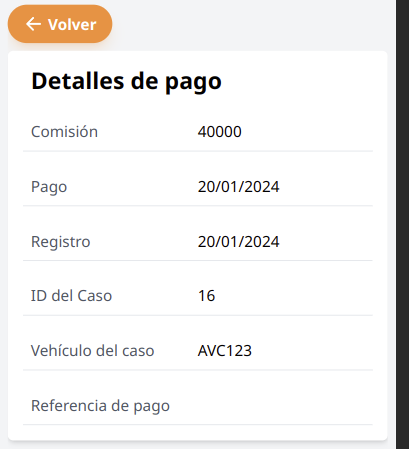 ← Volver
Detalles de pago
Comisión 40000
Pago 20/01/2024
Registro 20/01/2024
ID del Caso 16
Vehículo del caso AVC123
Referencia de pago